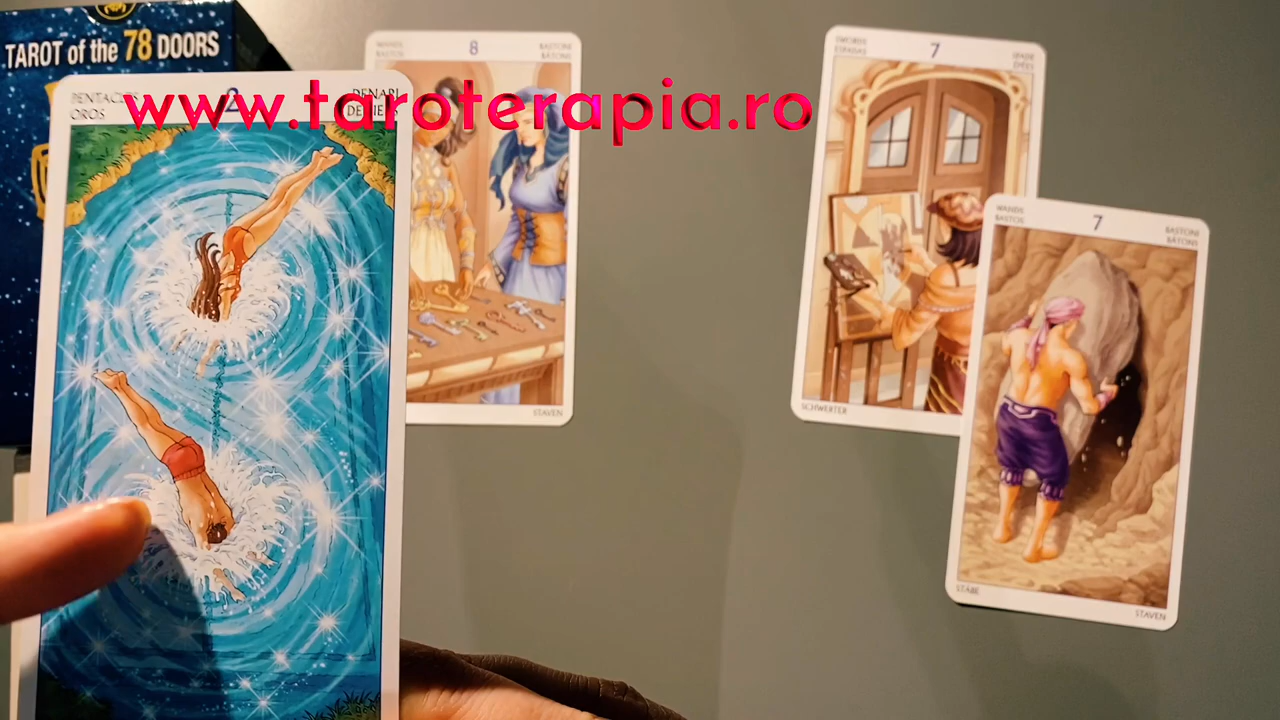 TAROT of the 78 DOORS
www.taroterapia.ro
PENTACLES
OROS
2
DENARI
WANDS
BASTOS
8
BASTONI
BÂTONS
STAVEN
SWORDS
ESPADAS
7
SPADE
ÉPÉES
SCHWERTER
WANDS
BASTOS
7
BASTONI
BÂTONS
STÄBE
STAVEN